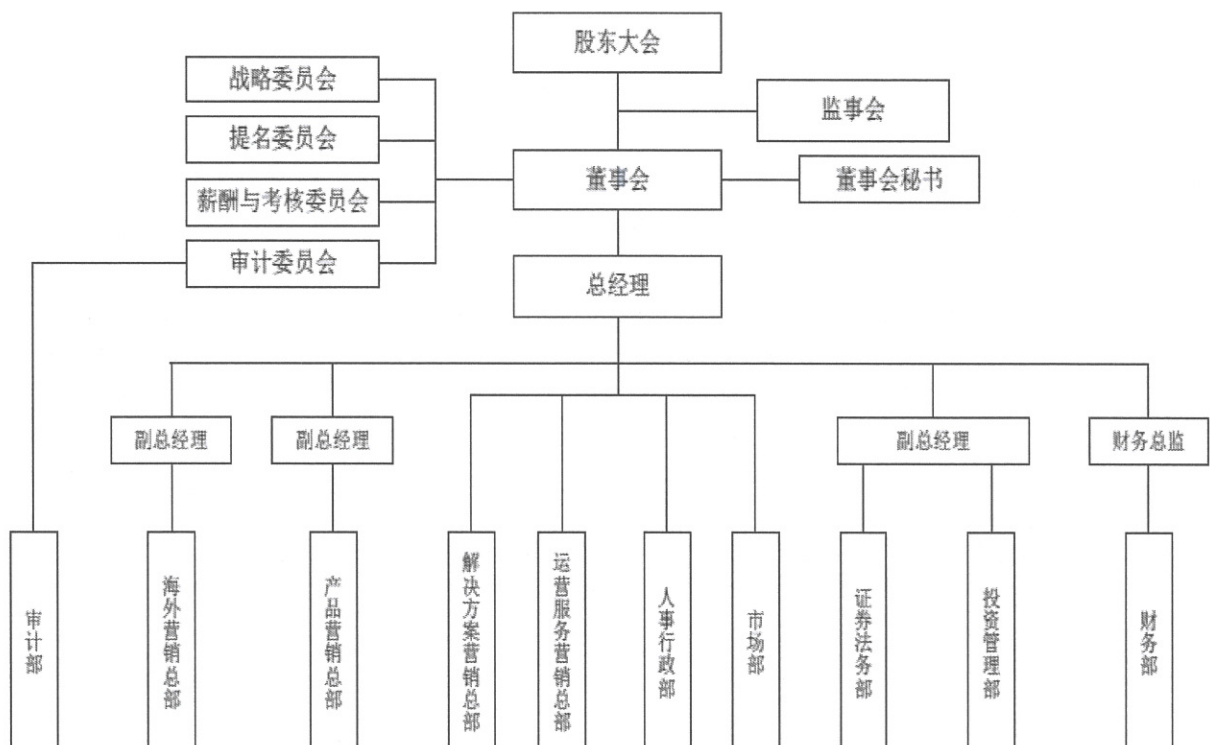 股东大会
战略委员会
监事会
提名委员会
董事会
董事会秘书
薪酬与考核委员会
审计委员会
总经理
副总经理
副总经理
副总经理
财务总监
审计部
海外营销总部
产品营销总部
解决方案营销总部
运营服务营销总部
人事行政部
市场部
证券法务部
投资管理部
财务部